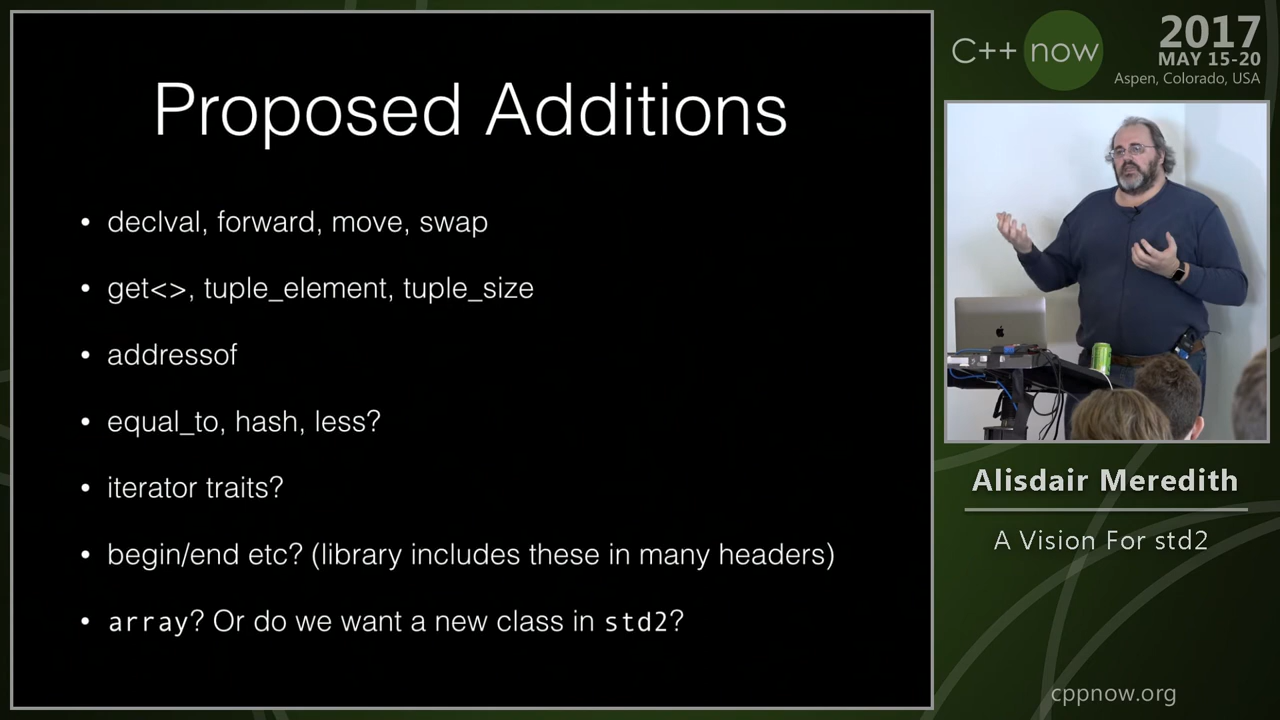 Proposed Additions
• declval, forward, move, swap
• get<>, tuple_element, tuple_size
• addressof
• equal_to, hash, less?
• iterator traits?
• begin/end etc? (library includes these in many headers)
• array? Or do we want a new class in std2?
C++ now
2017
MAY 15-20
Aspen, Colorado, USA
Alisdair Meredith
A Vision For std2
cppnow.org